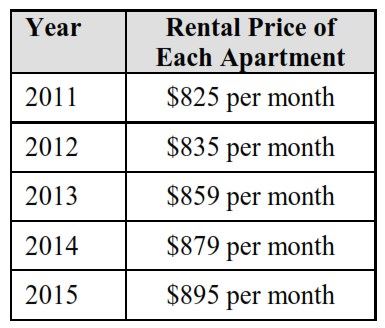 Year Rental Price of
Each Apartment
2011 $825 per month
2012 $835 per month
2013 $859 per month
2014 $879 per month
2015 $895 per month